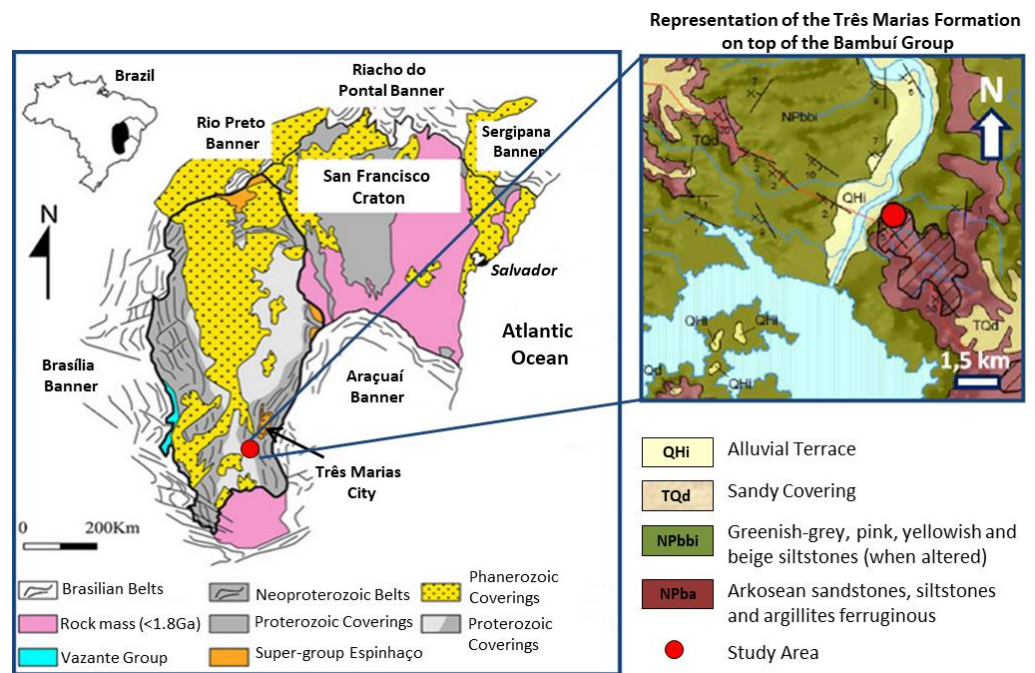 Representation of the Três Marias Formation
on top of the Bambuí Group
Brazil
Riacho do
Pontal Banner
Rio Preto
Banner
Sergipana
Banner
San Francisco
Craton
N
Salvador
Atlantic
Ocean
Brasília
Banner
Araçuaí
Banner
Três Marias
City
0 200Km
Brasilian Belts
Rock mass (<1.8Ga)
Vazante Group
Neoproterozoic Belts
Proterozoic Coverings
Super-group Espinhaço
Phanerozoic
Coverings
Proterozoic
Coverings
NPbbi
TQd
QHi
N
QHi
QHi
QHi
TQd
1,5 km
QHi Alluvial Terrace
TQd Sandy Covering
NPbbi Greenish-grey, pink, yellowish and
beige siltstones (when altered)
NPba Arkosean sandstones, siltstones
and argillites ferruginous
Study Area